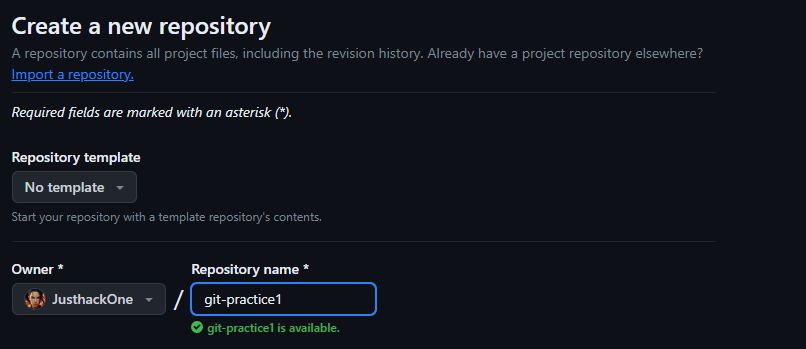 Create a new repository
A repository contains all project files, including the revision history. Already have a project repository elsewhere?
Import a repository.
Required fields are marked with an asterisk (*).
Repository template
No template
Start your repository with a template repository's contents.
Owner *
Repository name *
JusthackOne
/
git-practice1
git-practice1 is available.